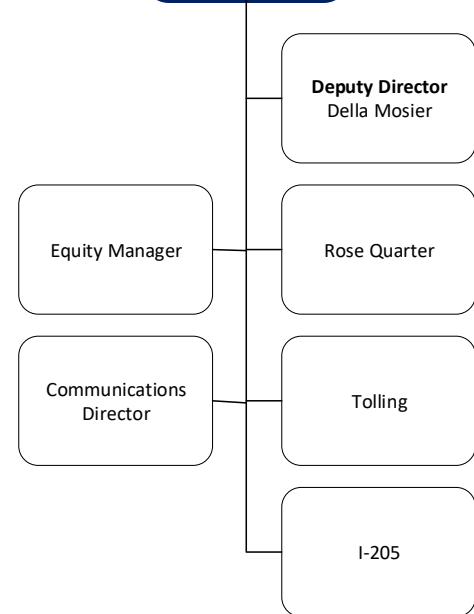 Deputy Director
Della Mosier
Equity Manager
Rose Quarter
Communications
Director
Tolling
I-205